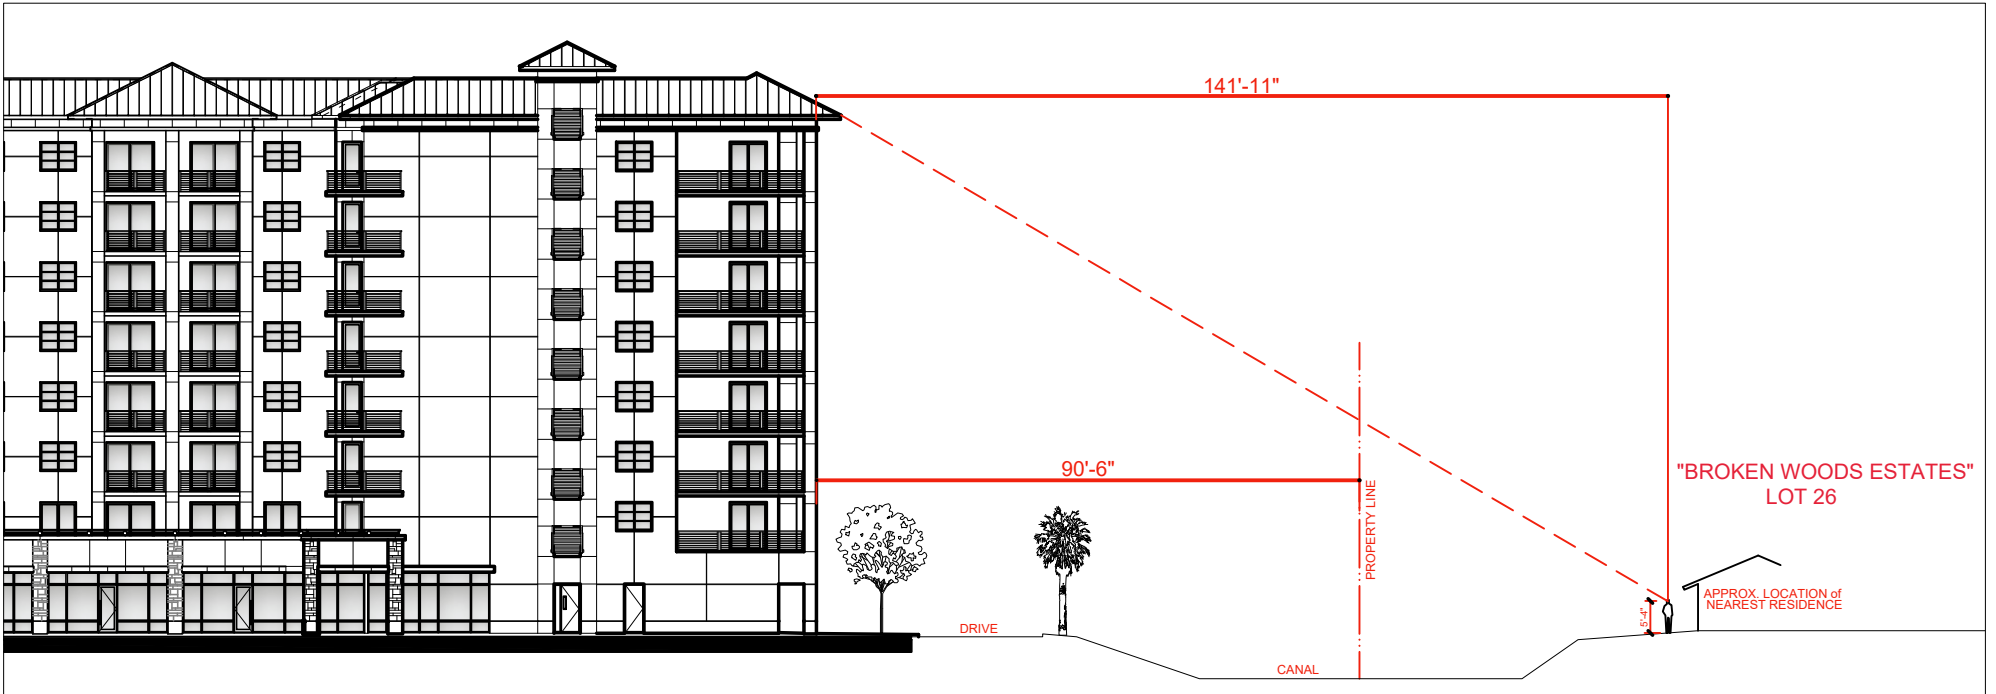 141'-11"
90'-6"
PROPERTY LINE
"BROKEN WOODS ESTATES"
LOT 26
APPROX. LOCATION of
NEAREST RESIDENCE
5'-4"
DRIVE
CANAL